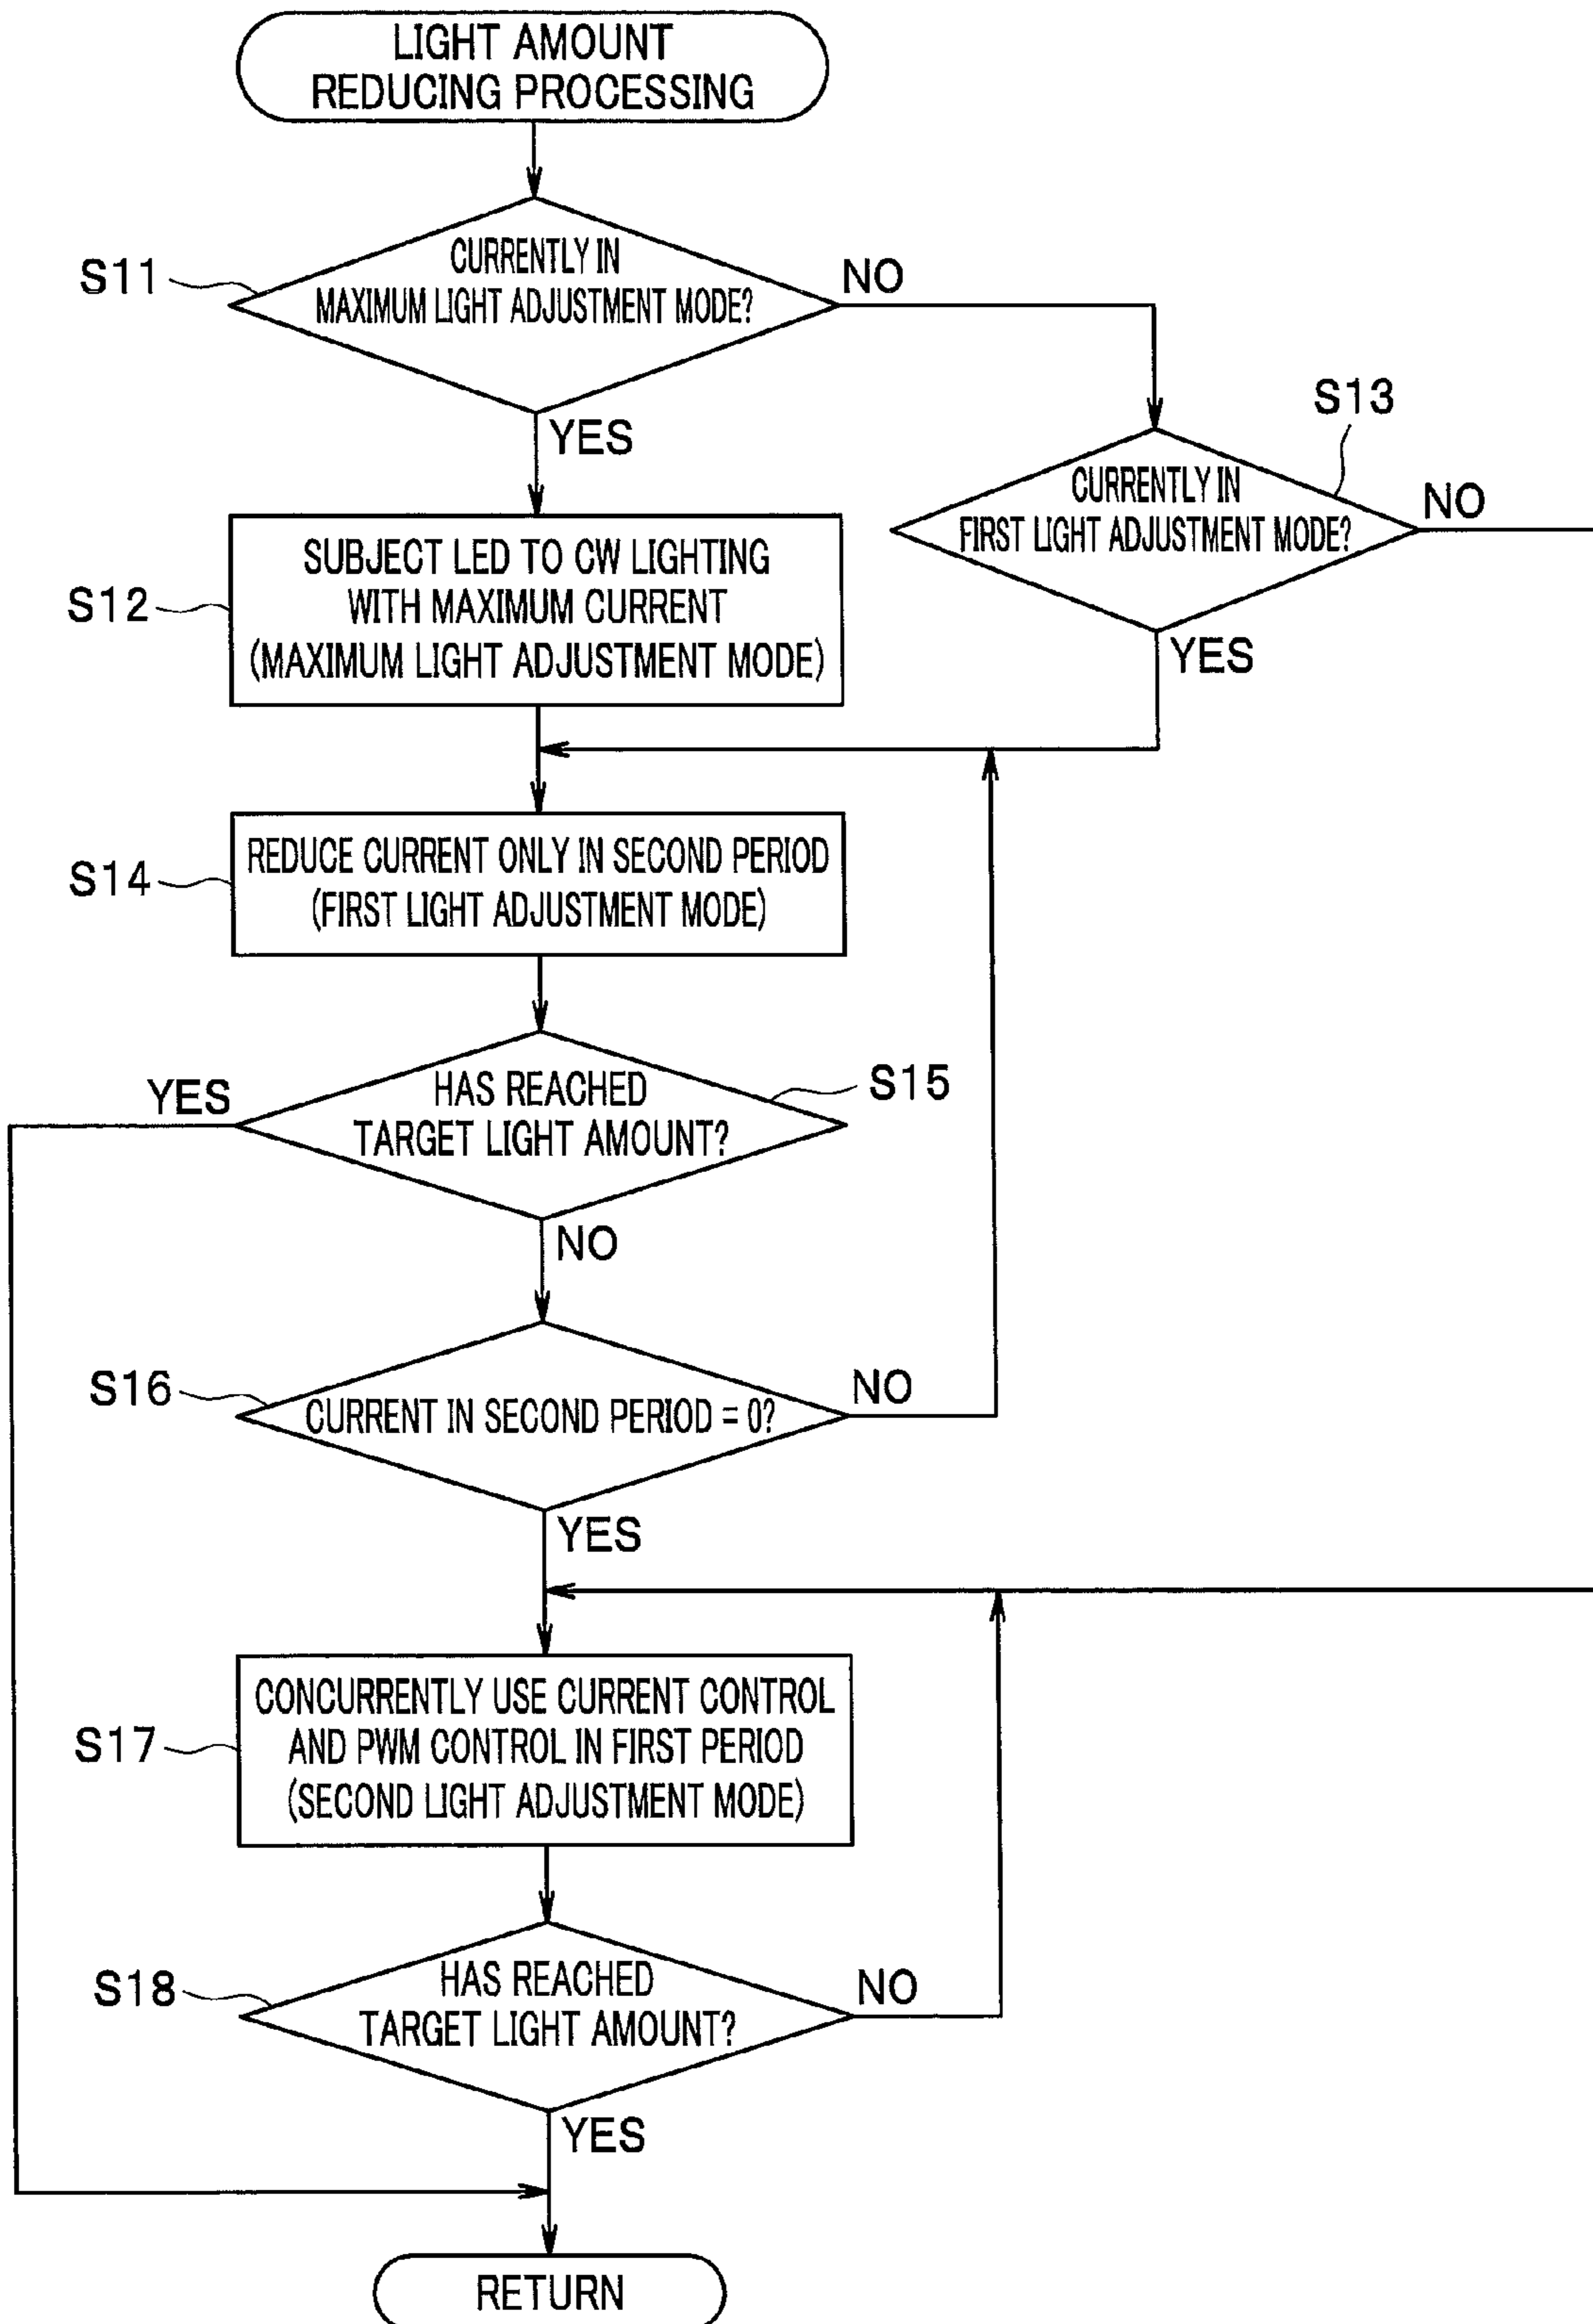 LIGHT AMOUNT
REDUCING PROCESSING
S11
CURRENTLY IN
MAXIMUM LIGHT ADJUSTMENT MODE?
NO
YES
S13
CURRENTLY IN
FIRST LIGHT ADJUSTMENT MODE?
NO
YES
S12
SUBJECT LED TO CW LIGHTING
WITH MAXIMUM CURRENT
(MAXIMUM LIGHT ADJUSTMENT MODE)
S14
REDUCE CURRENT ONLY IN SECOND PERIOD
(FIRST LIGHT ADJUSTMENT MODE)
YES
HAS REACHED
TARGET LIGHT AMOUNT?
S15
NO
S16
CURRENT IN SECOND PERIOD = 0?
NO
YES
S17
CONCURRENTLY USE CURRENT CONTROL
AND PWM CONTROL IN FIRST PERIOD
(SECOND LIGHT ADJUSTMENT MODE)
S18
HAS REACHED
TARGET LIGHT AMOUNT?
NO
YES
RETURN